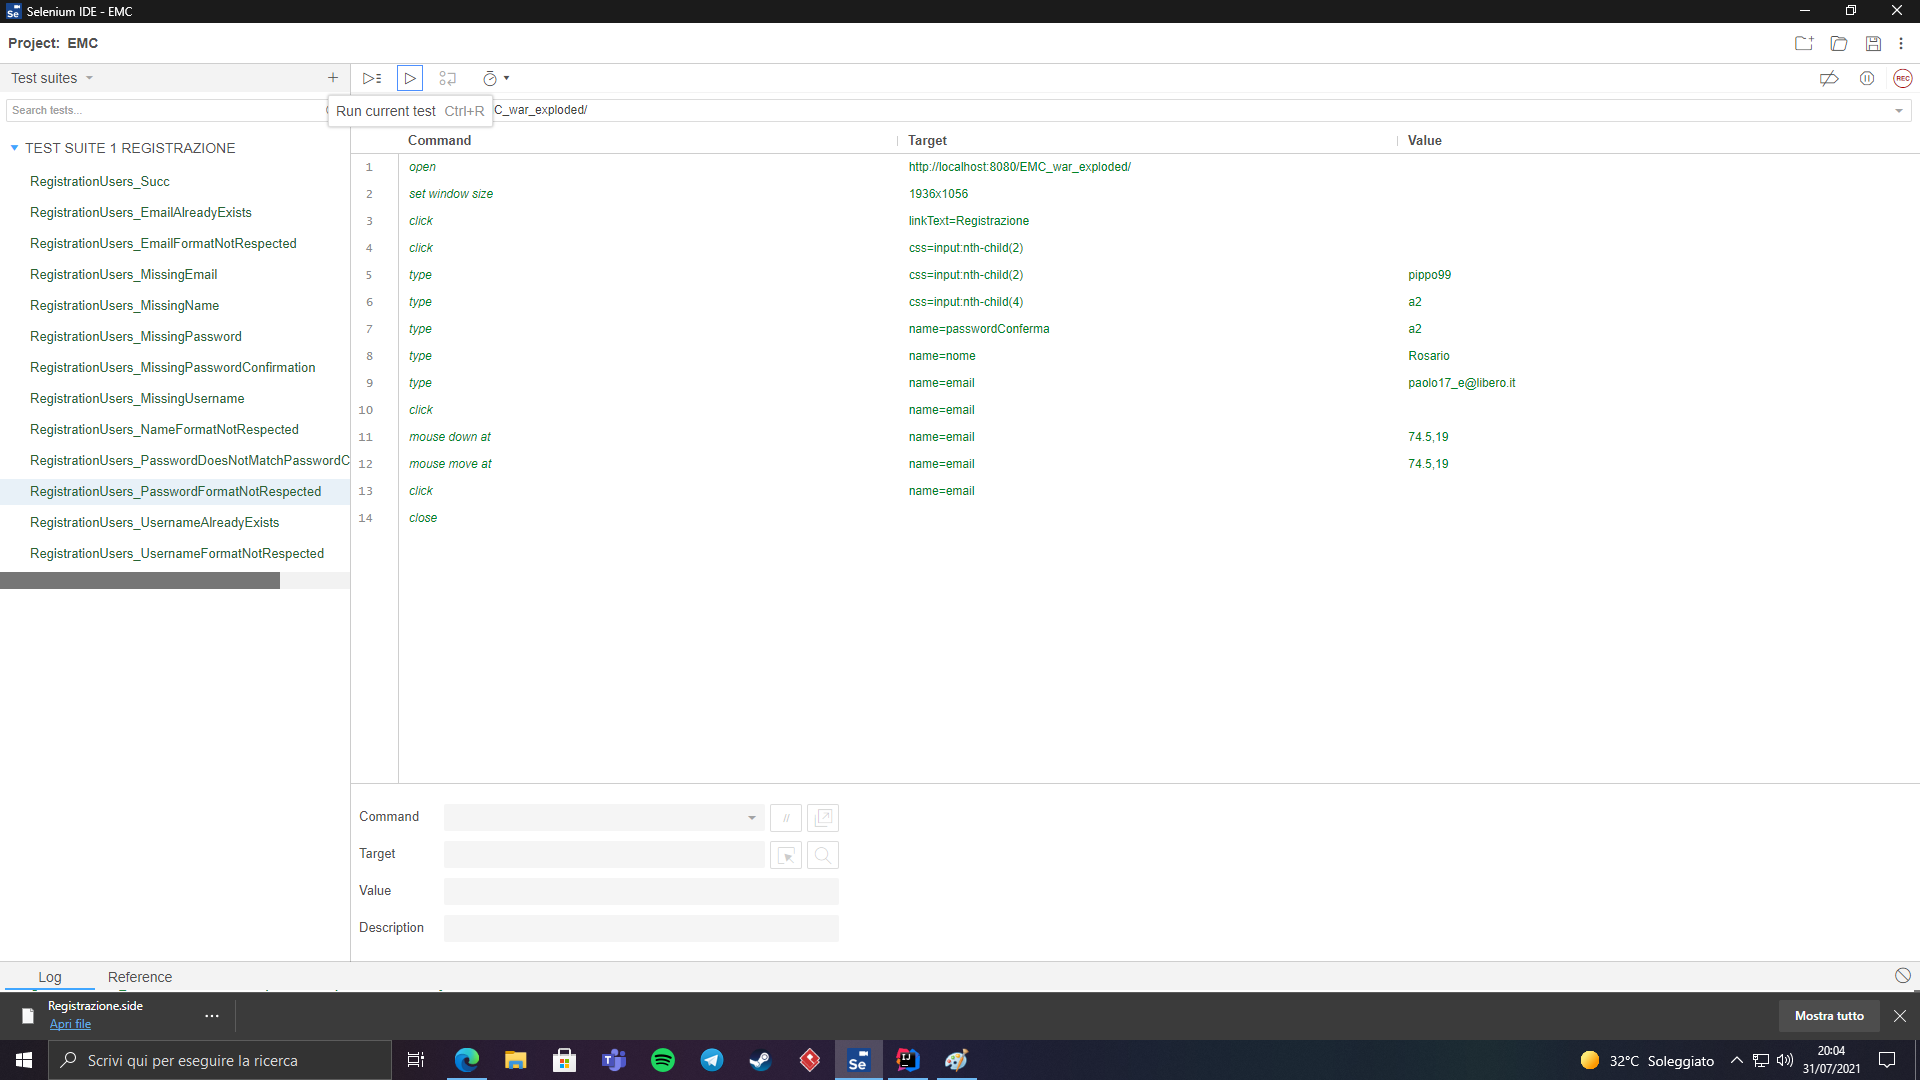 Selenium IDE - EMC
Project: EMC
Test suites
Search tests...
Run current test Ctrl+R
C_war_exploded/
REC
Command Target Value
TEST SUITE 1 REGISTRAZIONE
RegistrationUsers_Succ
RegistrationUsers_EmailAlreadyExists
RegistrationUsers_EmailFormatNotRespected
RegistrationUsers_MissingEmail
RegistrationUsers_MissingName
RegistrationUsers_MissingPassword
RegistrationUsers_MissingPasswordConfirmation
RegistrationUsers_MissingUsername
RegistrationUsers_NameFormatNotRespected
RegistrationUsers_PasswordDoesNotMatchPasswordC
RegistrationUsers_PasswordFormatNotRespected
RegistrationUsers_UsernameAlreadyExists
RegistrationUsers_UsernameFormatNotRespected
1 open http://localhost:8080/EMC_war_exploded/
2 set window size 1936x1056
3 click linkText=Registrazione
4 click css=input:nth-child(2)
5 type css=input:nth-child(2) pippo99
6 type css=input:nth-child(4) a2
7 type name=passwordConferma a2
8 type name=nome Rosario
9 type name=email paolo17_e@libero.it
10 click name=email
11 mouse down at name=email 74.5,19
12 mouse move at name=email 74.5,19
13 click name=email
14 close
Command
//
Target
Value
Description
Log Reference
Registrazione.side
Apri file
Mostra tutto
Scrivi qui per eseguire la ricerca
Se
32°C Soleggiato
20:04
31/07/2021